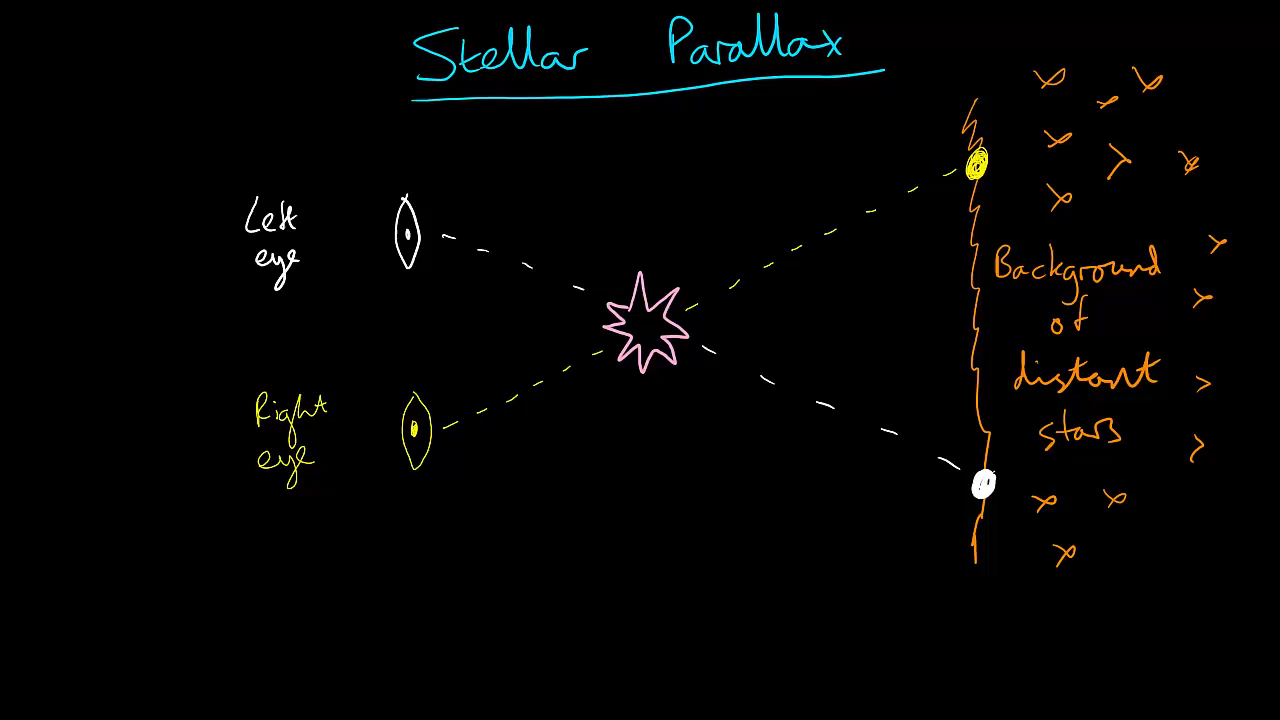 Stellar Parallax
Left
eye
Right
eye
Background
of
distant
stars